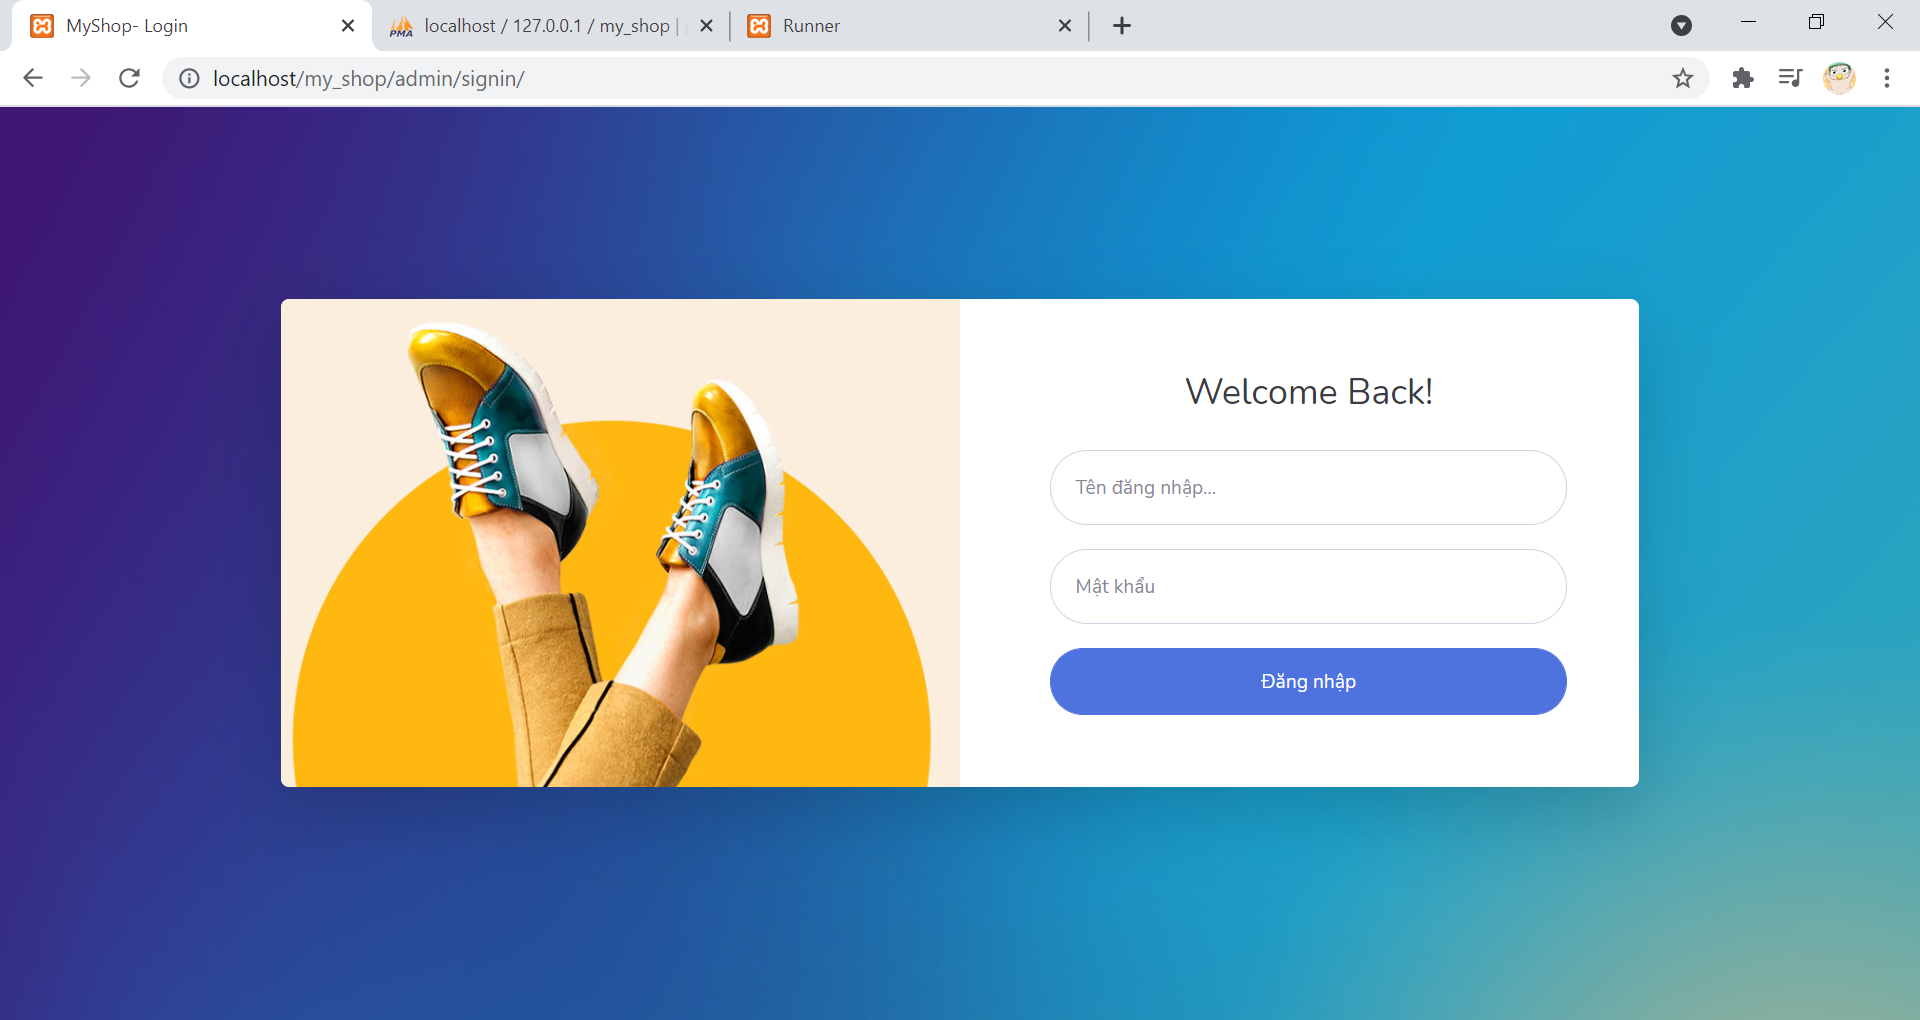 MyShop- Login
PMA
localhost / 127.0.0.1 / my_shop |
Runner
localhost/my_shop/admin/signin/
Welcome Back!
Tên đăng nhập...
Mật khẩu
Đăng nhập